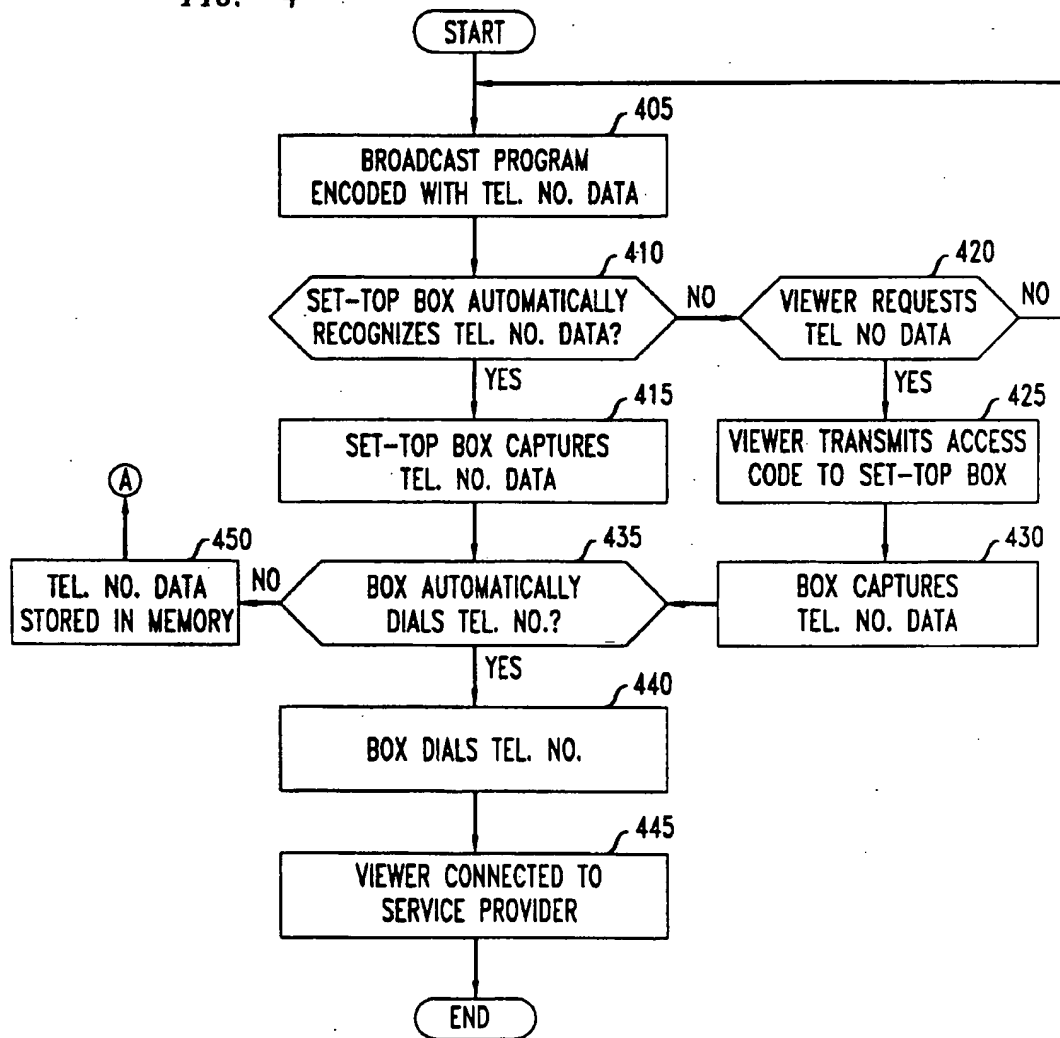 FIG.
START
405
BROADCAST PROGRAM
ENCODED WITH TEL. NO. DATA
410
SET-TOP BOX AUTOMATICALLY
RECOGNIZES TEL. NO. DATA?
NO
420
VIEWER REQUESTS
TEL NO DATA
NO
YES
YES
415
SET-TOP BOX CAPTURES
TEL. NO. DATA
425
VIEWER TRANSMITS ACCESS
CODE TO SET-TOP BOX
A
450
TEL. NO. DATA
STORED IN MEMORY
NO
435
BOX AUTOMATICALLY
DIALS TEL. NO.?
430
BOX CAPTURES
TEL. NO. DATA
YES
440
BOX DIALS TEL. NO.
445
VIEWER CONNECTED TO
SERVICE PROVIDER
END